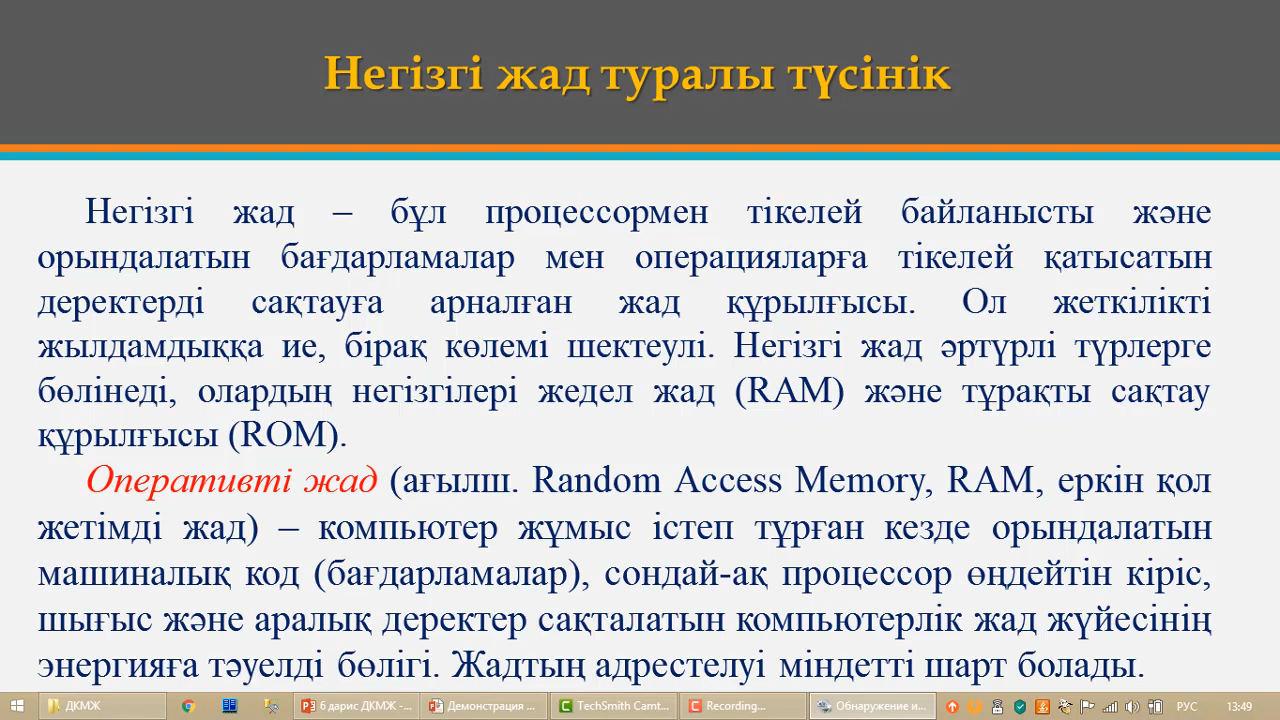 Негізгі жад туралы түсінік
Негізгі жад – бұл процессормен тікелей байланысты және
орындалатын бағдарламалар мен операцияларға тікелей қатысатын
деректерді сақтауға арналған жад құрылғысы. Ол жеткілікті
жылдамдыққа ие, бірақ көлемі шектеулі. Негізгі жад әртүрлі түрлерге
бөлінеді, олардың негізгілері жедел жад (RAM) және тұрақты сақтау
құрылғысы (ROM).
Оперативті жад (ағылш. Random Access Memory, RAM, еркін қол
жетімді жад) – компьютер жұмыс істеп тұрған кезде орындалатын
машиналық код (бағдарламалар), сондай-ақ процессор өңдейтін кіріс,
шығыс және аралық деректер сақталатын компьютерлік жад жүйесінің
энергияға тәуелді бөлігі. Жадтың адрестелуі міндетті шарт болады.
ДКМЖ 6 дарис ДКМЖ -... Демонстрация ... TechSmith Camt... Recording... Обнаружение и... РУС 13:49